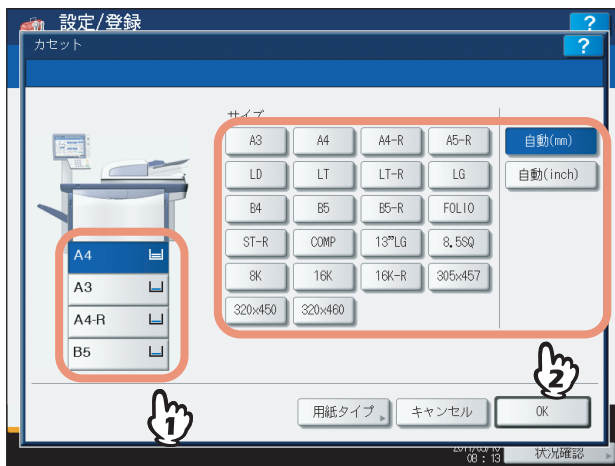 設定/登録 ?
カセット ?
サイズ
A3 A4 A4-R A5-R 自動(mm)
LD LT LT-R LG 自動(inch)
B4 B5 B5-R FOLIO
ST-R COMP 13"LG 8.5SQ
8K 16K 16K-R 305x457
320x450 320x460
A4
A3
A4-R
B5
1
2
用紙タイプ キャンセル OK
08:13 状況確認